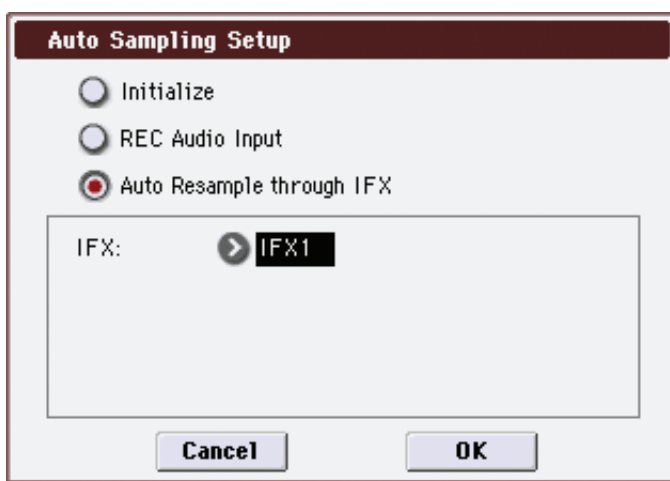 Auto Sampling Setup
Initialize
REC Audio Input
Auto Resample through IFX
IFX: IFX1
Cancel OK